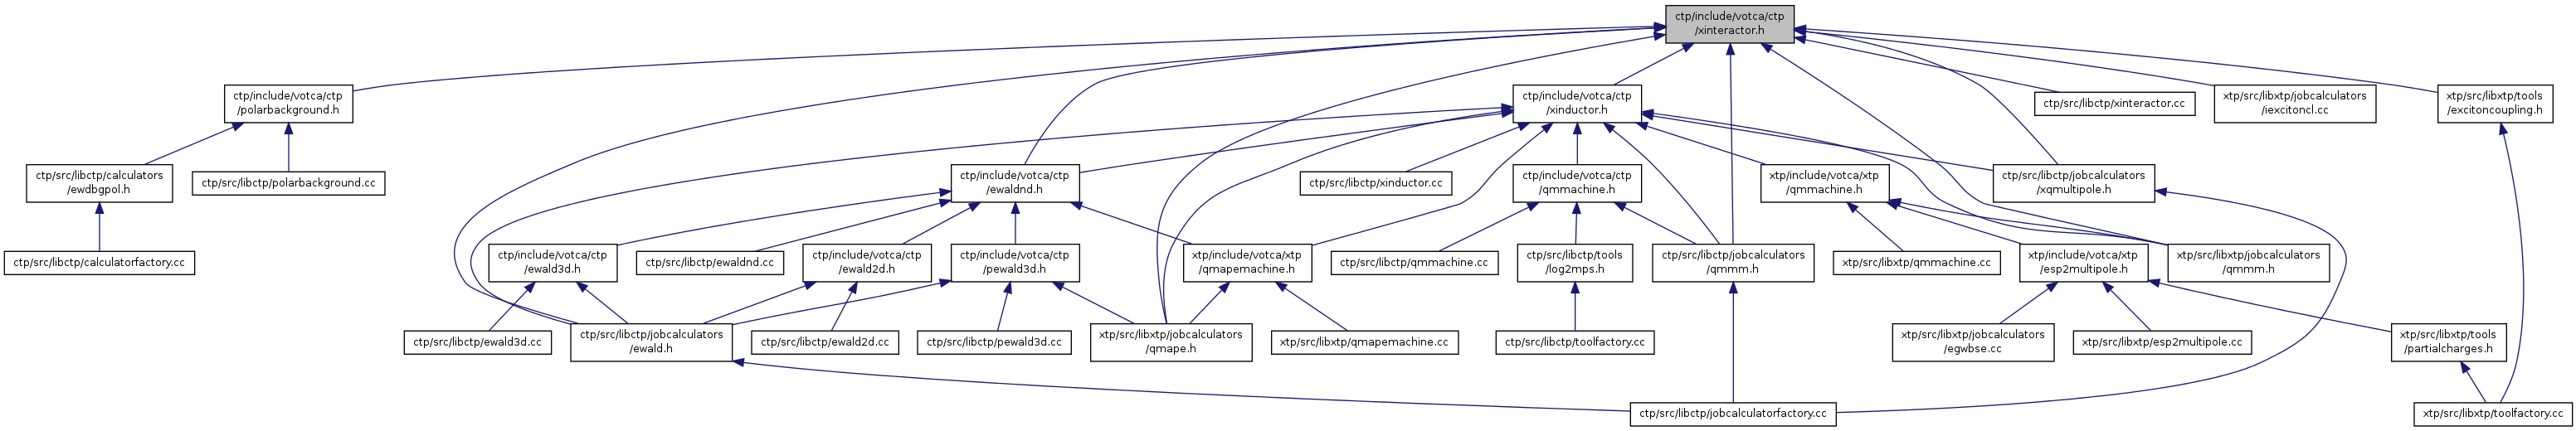 ctp/include/votca/ctp
/xinteractor.h
ctp/include/votca/ctp
/polarbackground.h
ctp/include/votca/ctp
/xinductor.h
ctp/src/libctp/xinteractor.cc
xtp/src/libxtp/jobcalculators
/iexcitoncl.cc
xtp/src/libxtp/tools
/excitoncoupling.h
ctp/src/libctp/calculators
/ewdbgpol.h
ctp/src/libctp/polarbackground.cc
ctp/include/votca/ctp
/ewaldnd.h
ctp/src/libctp/xinductor.cc
ctp/include/votca/ctp
/qmmachine.h
xtp/include/votca/xtp
/qmmachine.h
ctp/src/libctp/jobcalculators
/xqmultipole.h
ctp/src/libctp/calculatorfactory.cc
ctp/include/votca/ctp
/ewald3d.h
ctp/src/libctp/ewaldnd.cc
ctp/include/votca/ctp
/ewald2d.h
ctp/include/votca/ctp
/pewald3d.h
xtp/include/votca/xtp
/qmapemachine.h
ctp/src/libctp/qmmachine.cc
ctp/src/libctp/tools
/log2mps.h
ctp/src/libctp/jobcalculators
/qmmm.h
xtp/src/libxtp/qmmachine.cc
xtp/include/votca/xtp
/esp2multipole.h
xtp/src/libxtp/jobcalculators
/qmmm.h
ctp/src/libctp/ewald3d.cc
ctp/src/libctp/jobcalculators
/ewald.h
ctp/src/libctp/ewald2d.cc
ctp/src/libctp/pewald3d.cc
xtp/src/libxtp/jobcalculators
/qmape.h
xtp/src/libxtp/qmapemachine.cc
ctp/src/libctp/toolfactory.cc
xtp/src/libxtp/jobcalculators
/egwbse.cc
xtp/src/libxtp/esp2multipole.cc
xtp/src/libxtp/tools
/partialcharges.h
ctp/src/libctp/jobcalculatorfactory.cc
xtp/src/libxtp/toolfactory.cc